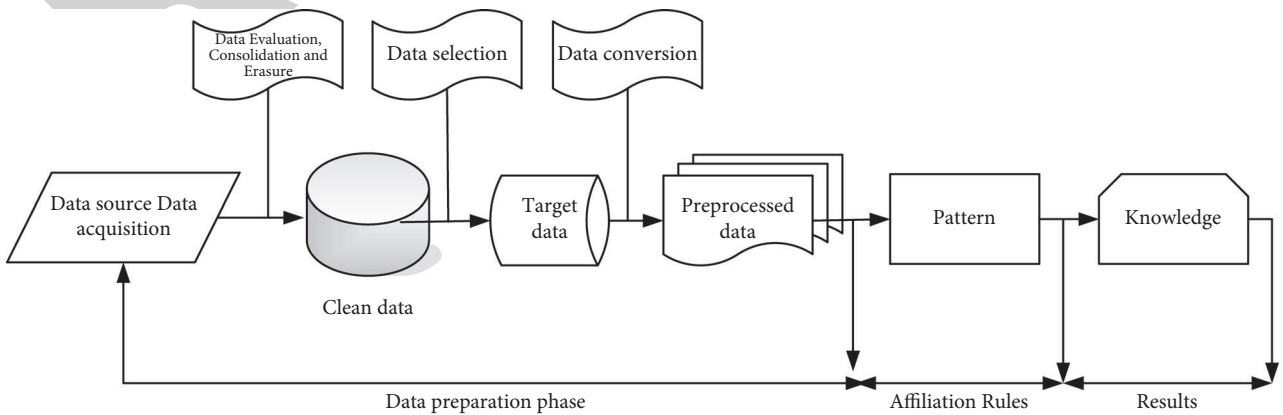 Data Evaluation,
Consolidation and
Erasure
Data selection
Data conversion
Data source Data
acquisition
Clean data
Target
data
Preprocessed
data
Pattern
Knowledge
Data preparation phase
Affiliation Rules
Results